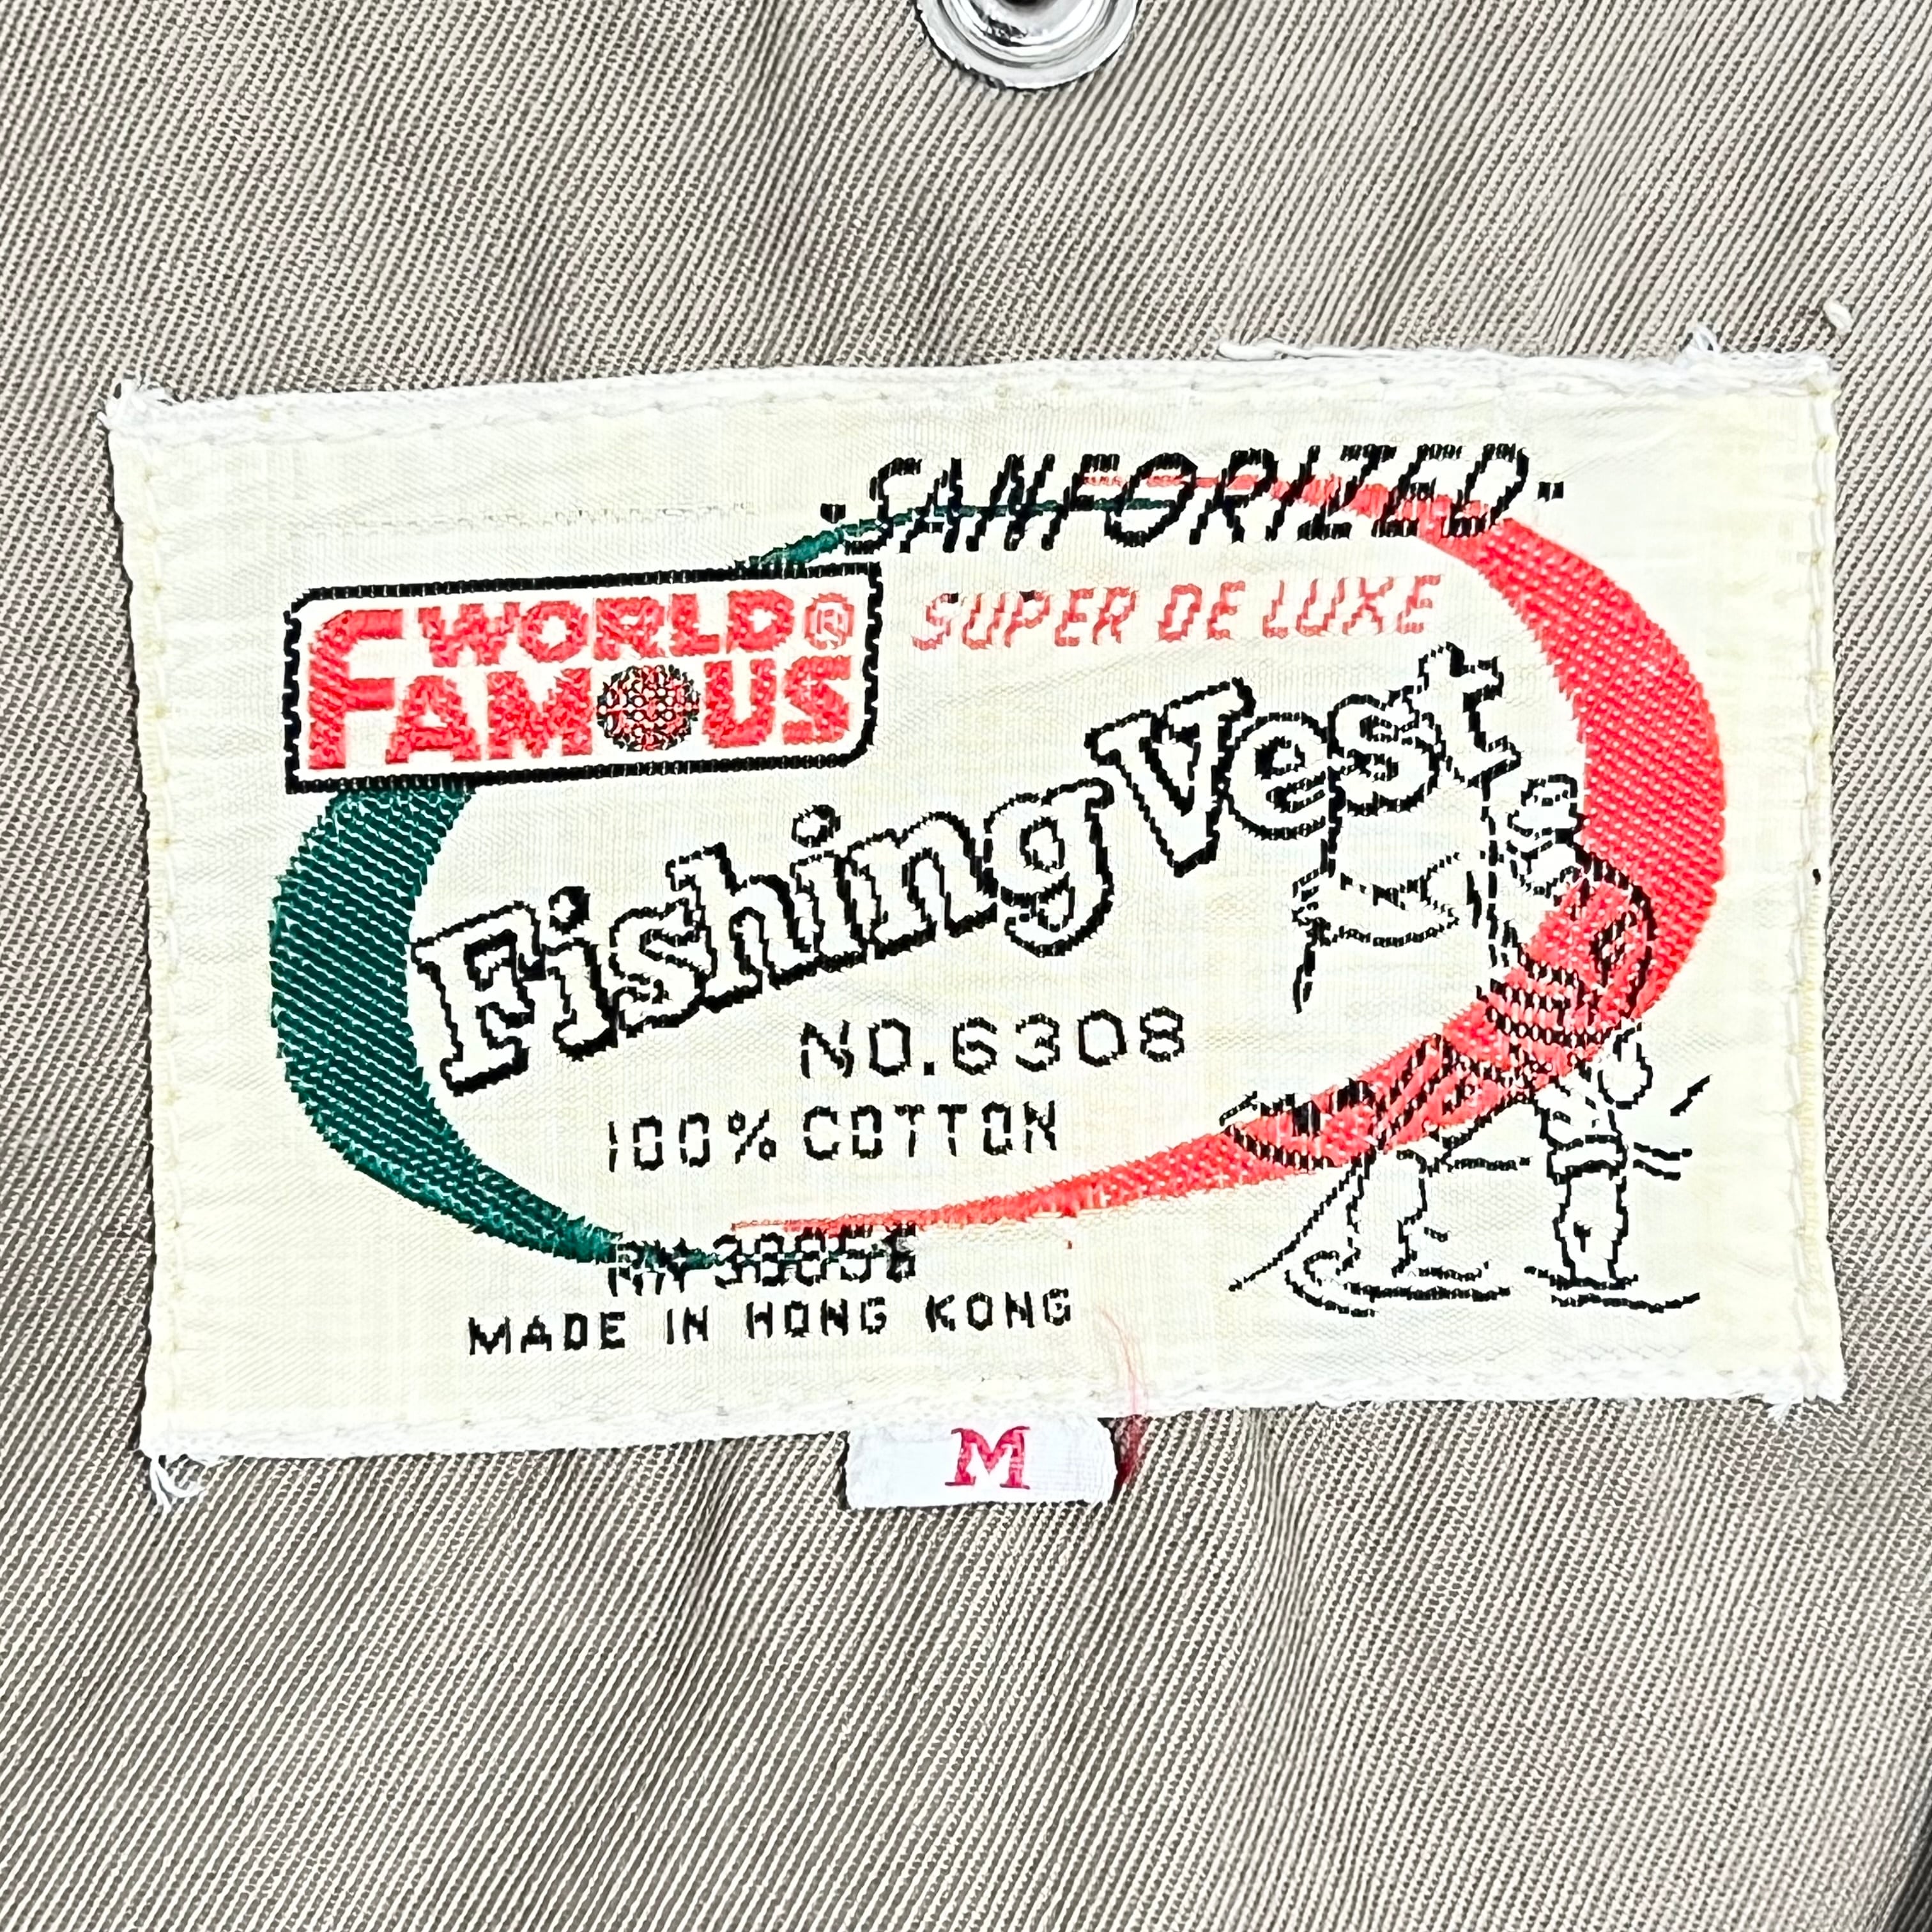 "SANFORIZED"
WORLD®
FAMOUS
SUPER DE LUXE
Fishing Vest
NO.6308
100% COTTON
MADE IN HONG KONG
M